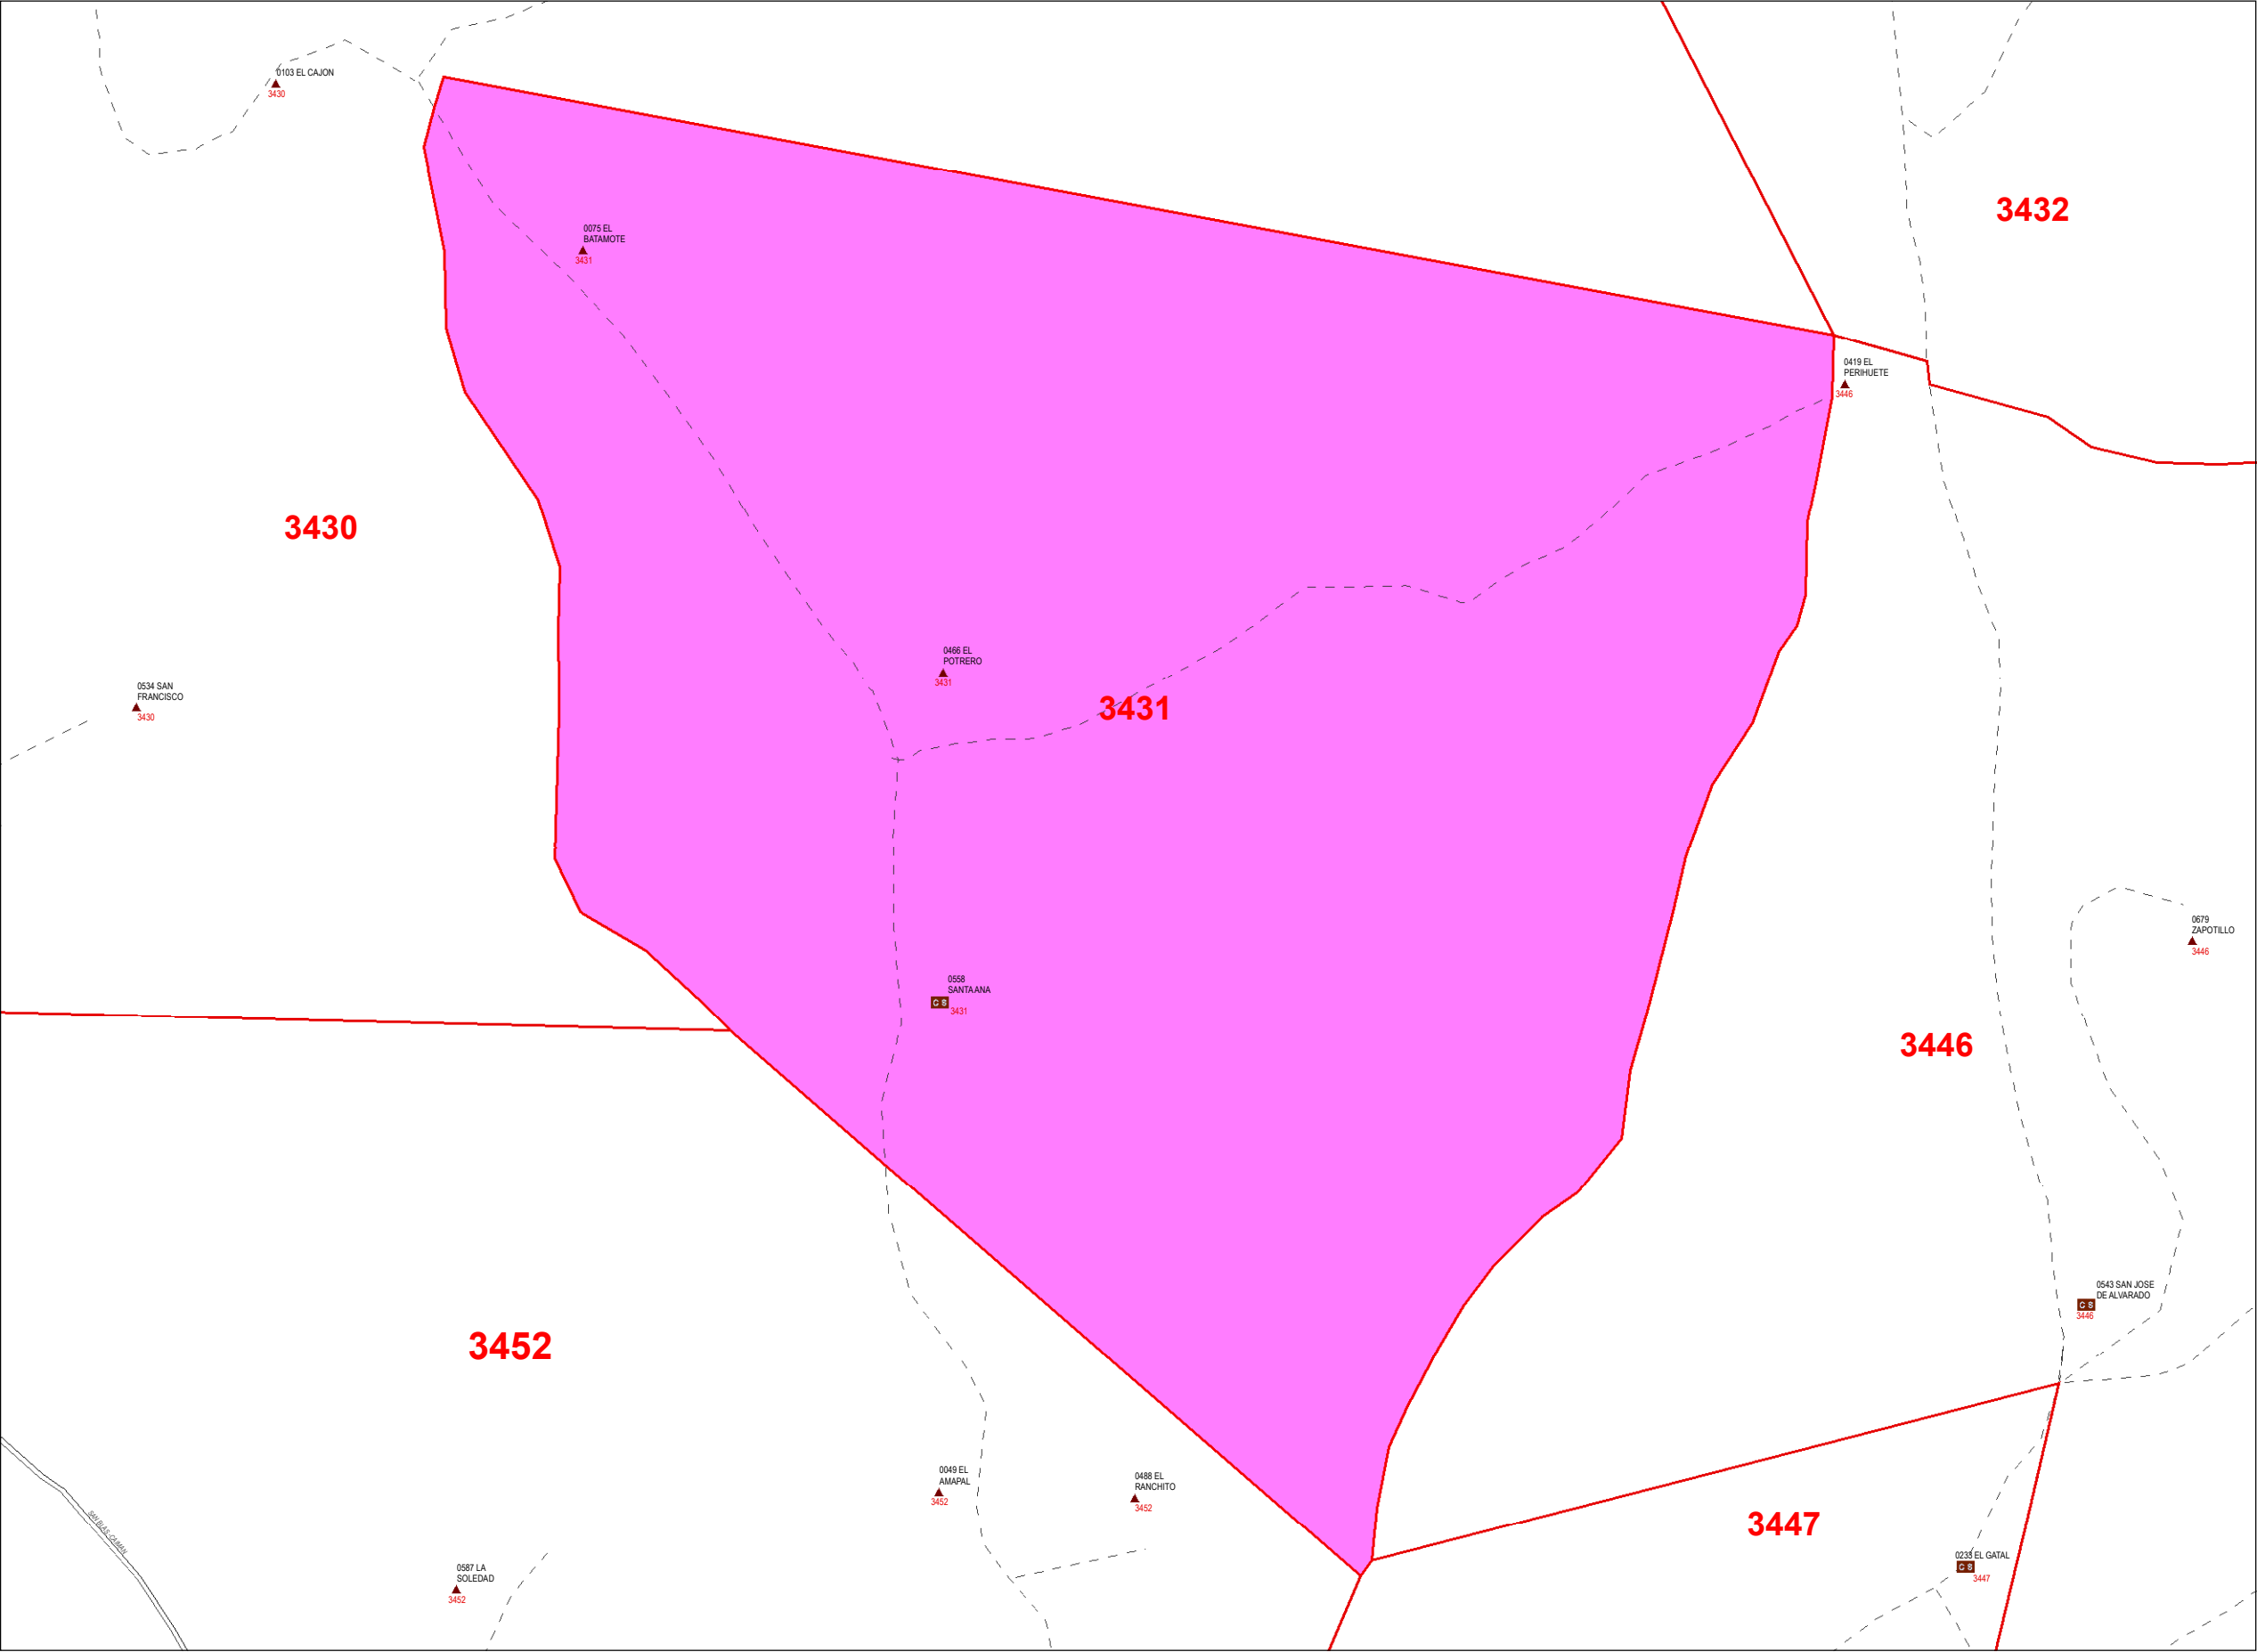 0103 EL CAJON
3430
3432
0075 EL
BATAMOTE
3431
0419 EL
PERIHUETE
3446
3430
0466 EL
POTRERO
3431
0534 SAN
FRANCISCO
3430
3431
0679
ZAPOTILLO
3446
0558
SANTA ANA
C S
3431
3446
0543 SAN JOSE
DE ALVARADO
C S
3446
3452
0049 EL
AMAPAL
3452
0488 EL
RANCHITO
3452
3447
SAN BLAS -
0233 EL GATAL
C S
3447
0587 LA
SOLEDAD
3452